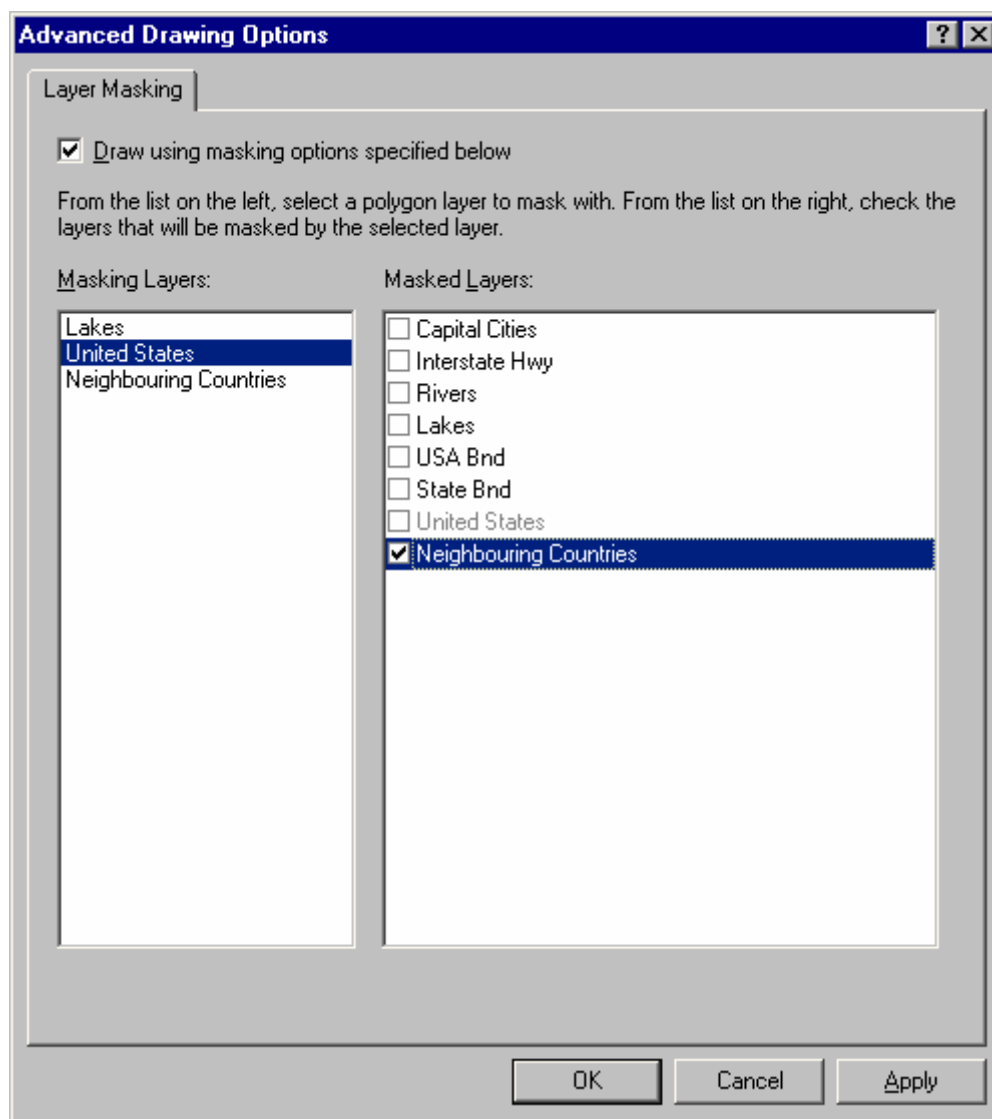 Advanced Drawing Options
Layer Masking
Draw using masking options specified below
From the list on the left, select a polygon layer to mask with. From the list on the right, check the
layers that will be masked by the selected layer.
Masking Layers:
Masked Layers:
Lakes
United States
Neighbouring Countries
Capital Cities
Interstate Hwy
Rivers
Lakes
USA Bnd
State Bnd
United States
Neighbouring Countries
OK
Cancel
Apply